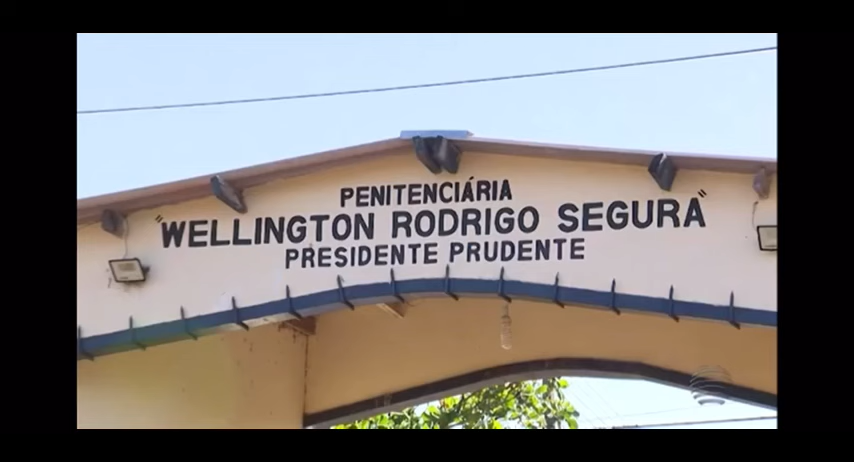 PENITENCIÁRIA
"WELLINGTON RODRIGO SEGURA"
PRESIDENTE PRUDENTE